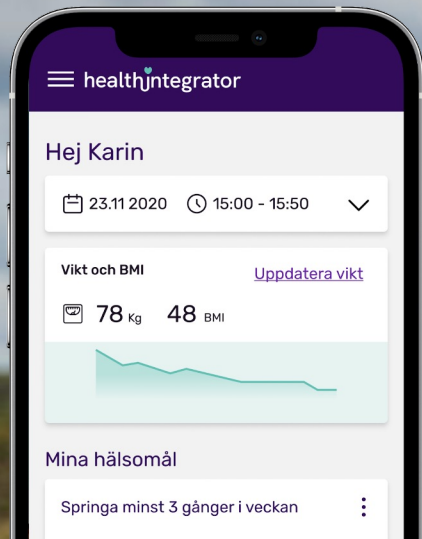 healthintegrator
Hej Karin
23.11 2020 15:00 - 15:50
Vikt och BMI Uppdatera vikt
78 Kg 48 BMI
Mina hälsomål
Springa minst 3 gånger i veckan